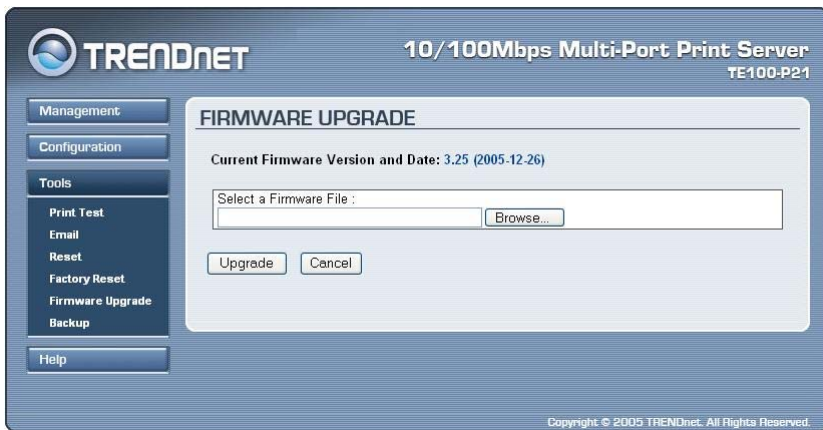 TRENDNET
10/100Mbps Multi-Port Print Server
TE100-P21
Management
Configuration
Tools
Print Test
Email
Reset
Factory Reset
Firmware Upgrade
Backup
Help
FIRMWARE UPGRADE
Current Firmware Version and Date: 3.25 (2005-12-26)
Select a Firmware File :
Browse...
Upgrade Cancel
Copyright © 2005 TRENDnet. All Rights Reserved.